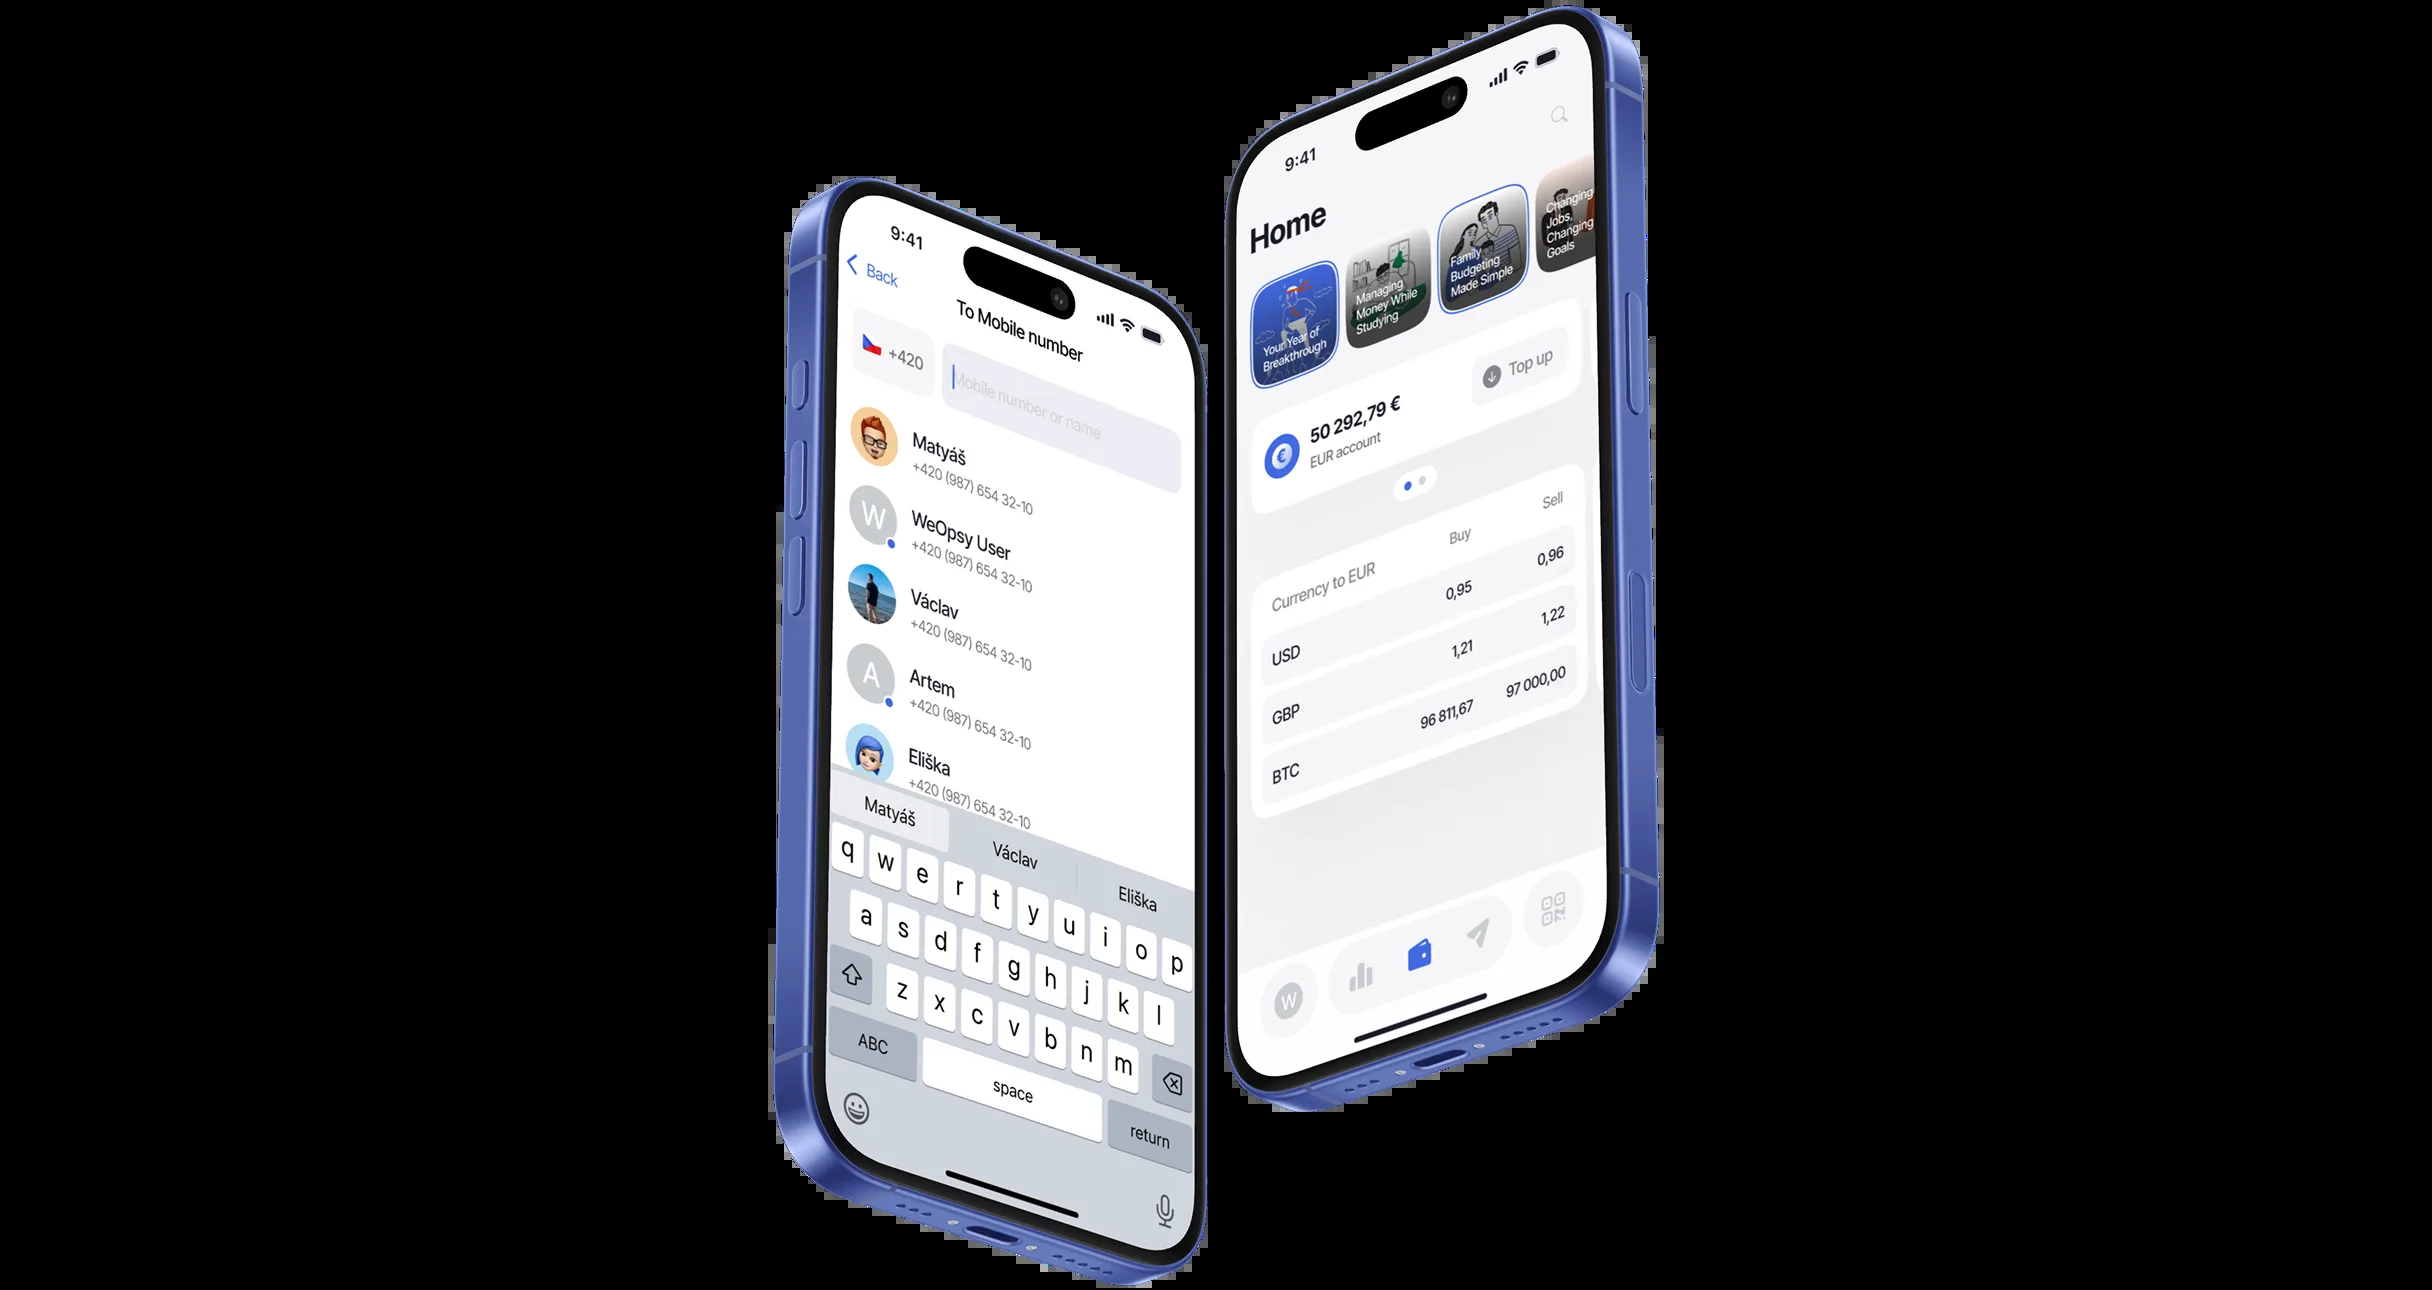 9:41
Back
To Mobile number
+420
Mobile number or name
Matyáš
+420 (987) 654 32-10
W
WeOpsy User
+420 (987) 654 32-10
Václav
+420 (987) 654 32-10
A
Artem
+420 (987) 654 32-10
Eliška
+420 (987) 654 32-10
Matyáš
Václav
Eliška
q w e r t y u i o p
a s d f g h j k l
z x c v b n m
ABC
space
return
9:41
Home
Your Year of
Breakthrough
Managing
Money While
Studying
Family
Budgeting
Made Simple
Changing
Jobs,
Changing
Goals
50 292,79 €
EUR account
€
Top up
Currency to EUR
Buy
Sell
USD
0,95
0,96
GBP
1,21
1,22
BTC
96 811,67
97 000,00
W